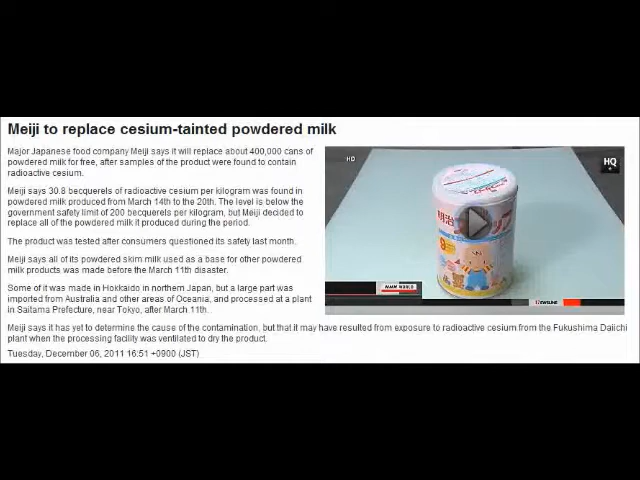 Meiji to replace cesium-tainted powdered milk
Major Japanese food company Meiji says it will replace about 400,000 cans of
powdered milk for free, after samples of the product were found to contain
radioactive cesium.
Meiji says 30.8 becquerels of radioactive cesium per kilogram was found in
powdered milk produced from March 14th to the 20th. The level is below the
government safety limit of 200 becquerels per kilogram, but Meiji decided to
replace all of the powdered milk it produced during the period.
The product was tested after consumers questioned its safety last month.
Meiji says all of its powdered skim milk used as a base for other powdered
milk products was made before the March 11th disaster.
Some of it was made in Hokkaido in northern Japan, but a large part was
imported from Australia and other areas of Oceania, and processed at a plant
in Saitama Prefecture, near Tokyo, after March 11th.
Meiji says it has yet to determine the cause of the contamination, but that it may have resulted from exposure to radioactive cesium from the Fukushima Daiichi
plant when the processing facility was ventilated to dry the product.
Tuesday, December 06, 2011 16:51 +0900 (JST)
HD
HQ
明治
ASIAN WORLD
NEWSLINE